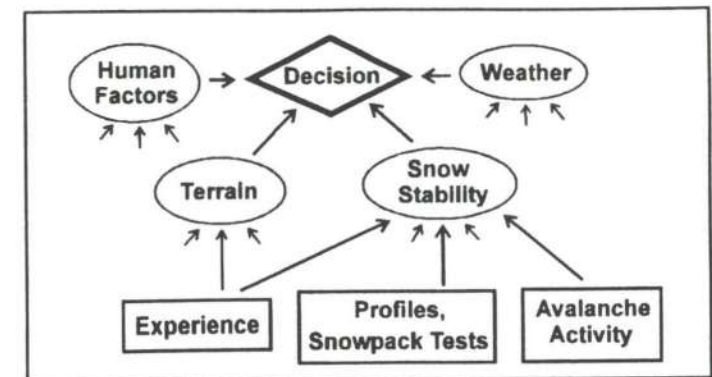 Human
Factors
Decision
Weather
Terrain
Snow
Stability
Experience
Profiles,
Snowpack Tests
Avalanche
Activity